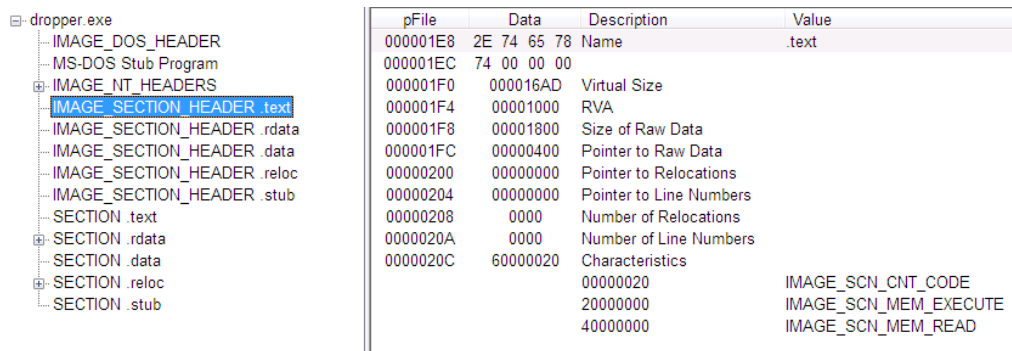 dropper.exe
IMAGE_DOS_HEADER
MS-DOS Stub Program
IMAGE_NT_HEADERS
IMAGE_SECTION_HEADER .text
IMAGE_SECTION_HEADER .rdata
IMAGE_SECTION_HEADER .data
IMAGE_SECTION_HEADER .reloc
IMAGE_SECTION_HEADER .stub
SECTION .text
SECTION .rdata
SECTION .data
SECTION .reloc
SECTION .stub
pFile Data Description Value
000001E8 2E 74 65 78 Name .text
000001EC 74 00 00 00
000001F0 000016AD Virtual Size
000001F4 00001000 RVA
000001F8 00001800 Size of Raw Data
000001FC 00000400 Pointer to Raw Data
00000200 00000000 Pointer to Relocations
00000204 00000000 Pointer to Line Numbers
00000208 0000 Number of Relocations
0000020A 0000 Number of Line Numbers
0000020C 60000020 Characteristics
00000020 IMAGE_SCN_CNT_CODE
20000000 IMAGE_SCN_MEM_EXECUTE
40000000 IMAGE_SCN_MEM_READ